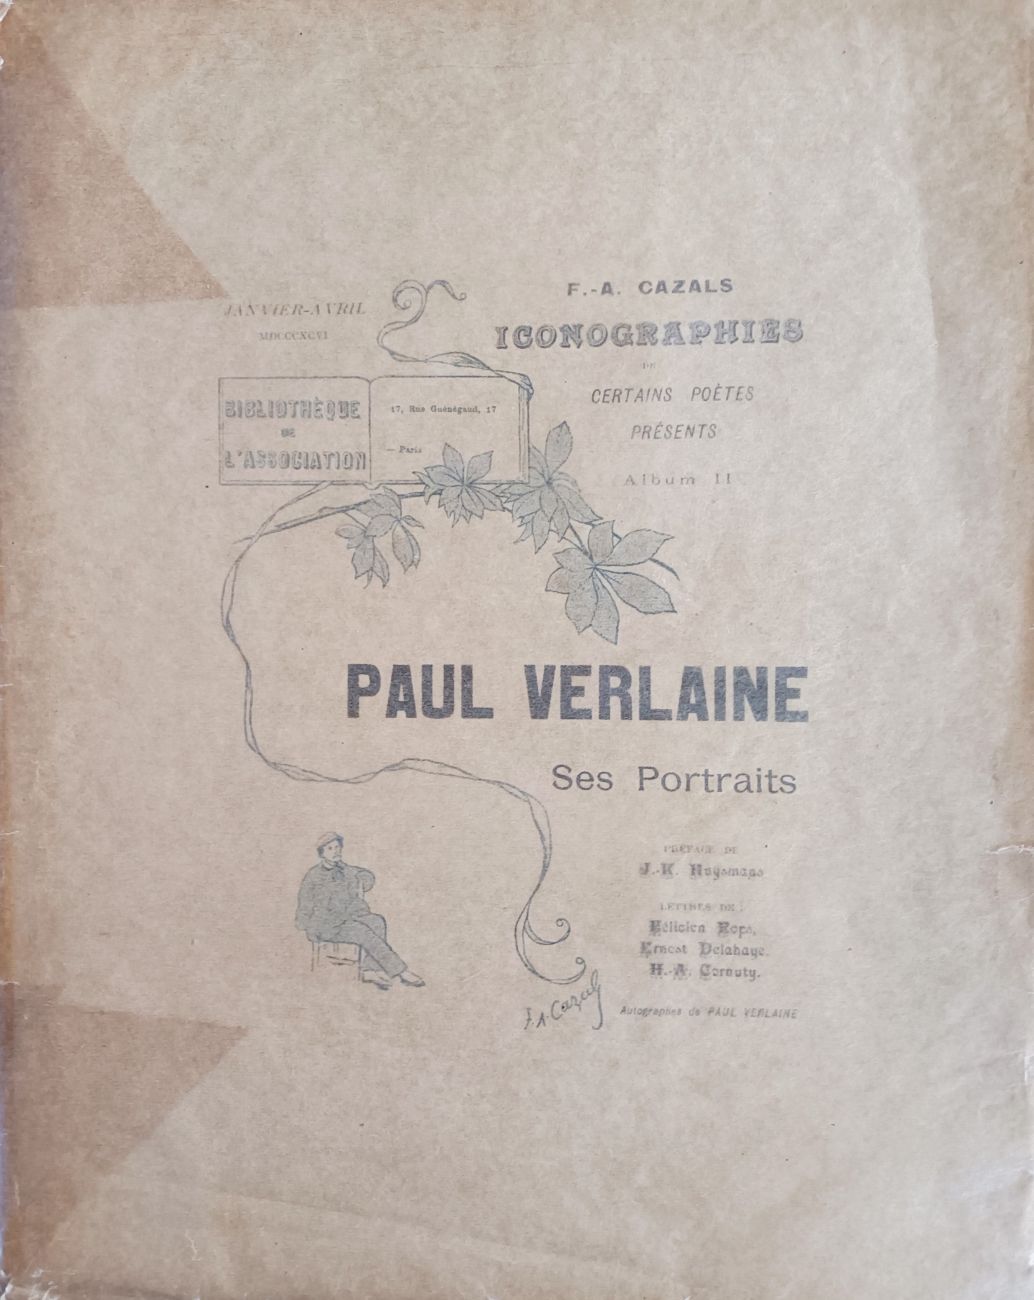 JANVIER-AVRIL
MDCCCXCVI
BIBLIOTHÈQUE
DE
L'ASSOCIATION
17, Rue Guénégaud, 17
— Paris
F.-A. CAZALS
ICONOGRAPHIES
DE
CERTAINS POÈTES
PRÉSENTS
Album II
PAUL VERLAINE
Ses Portraits
PRÉFACE DE
J.-K. Huysmans
LETTRES DE :
Félicien Rops,
Ernest Delahaye.
H.-A. Cornuty.
F. A. Cazals
Autographes de PAUL VERLAINE